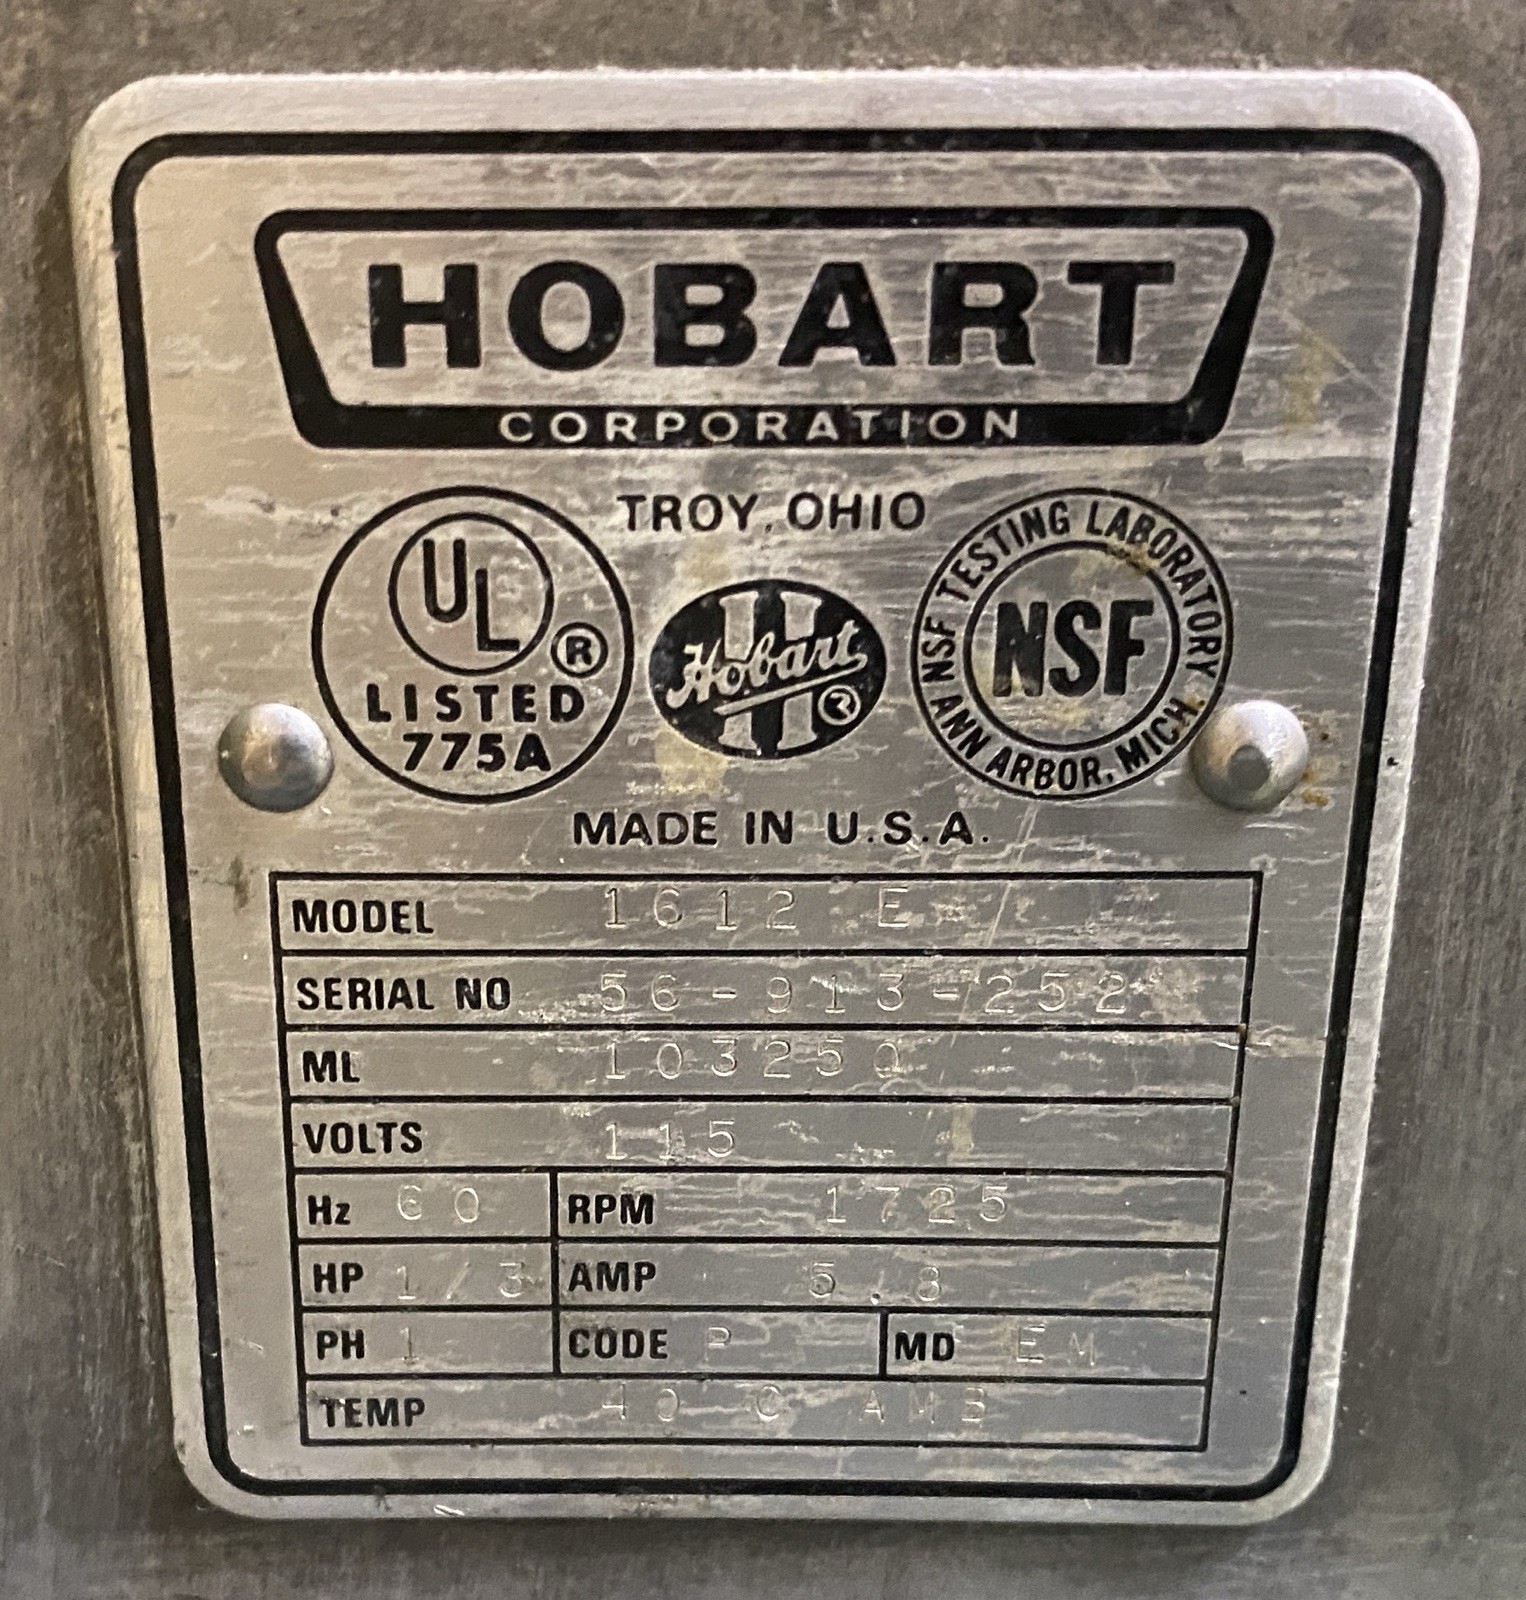 HOBART
CORPORATION
TROY, OHIO
UL ®
LISTED
775A
Hobart ®
NSF TESTING LABORATORY
NSF
ANN ARBOR, MICH.
MADE IN U.S.A.
MODEL 1612 E
SERIAL NO 56-913-252
ML 103250
VOLTS 115
Hz 60 RPM 1725
HP 1/3 AMP 5.8
PH 1 CODE P MD EM
TEMP 40 C AMB